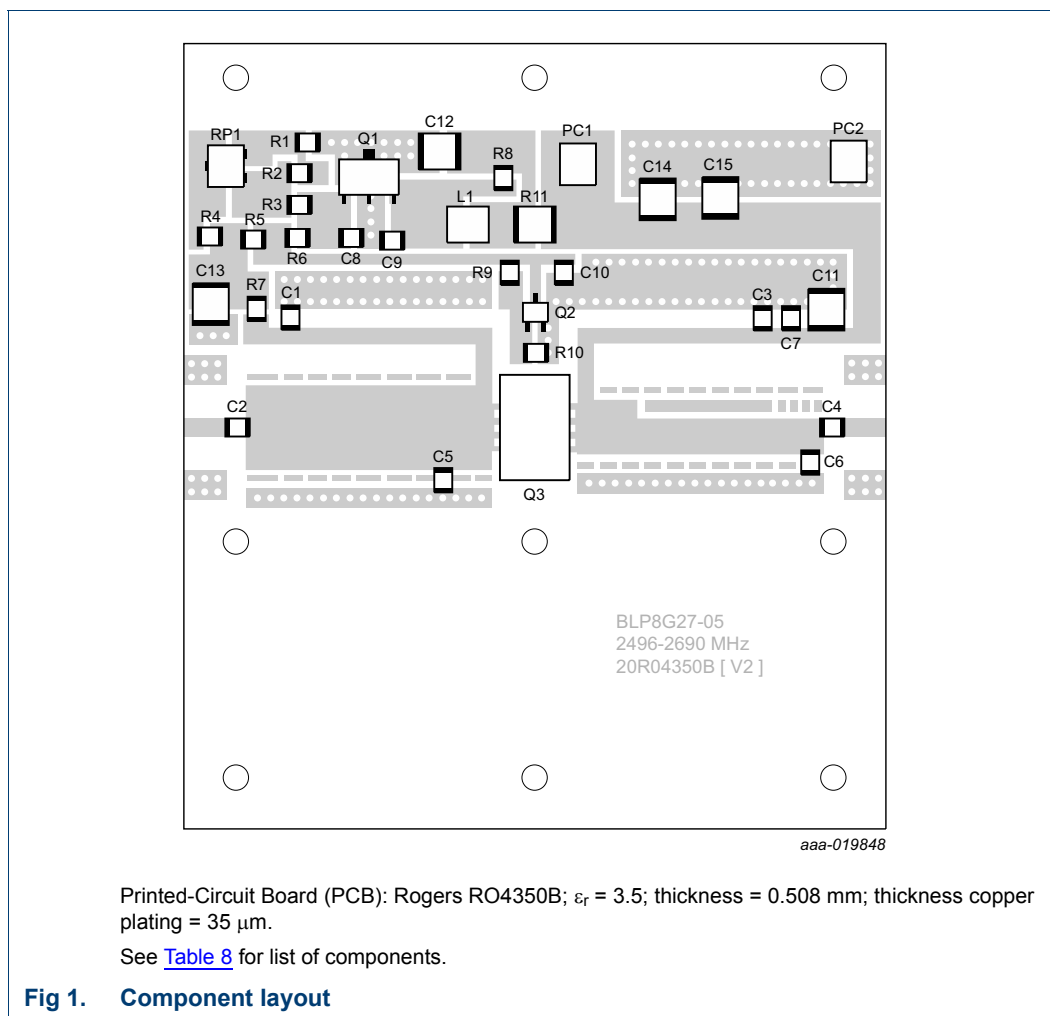 C12
RP1
R1
Q1
PC1
PC2
R2
R8
C14
C15
R3
L1
R11
R4
R5
R6
C8
C9
C13
R9
C10
R7
C1
C3
C11
Q2
C7
R10
C2
C4
C5
C6
Q3
BLP8G27-05
2496-2690 MHz
20R04350B [ V2 ]
aaa-019848
Printed-Circuit Board (PCB): Rogers RO4350B; εr = 3.5; thickness = 0.508 mm; thickness copper
plating = 35 μm.
See Table 8 for list of components.
Fig 1. Component layout